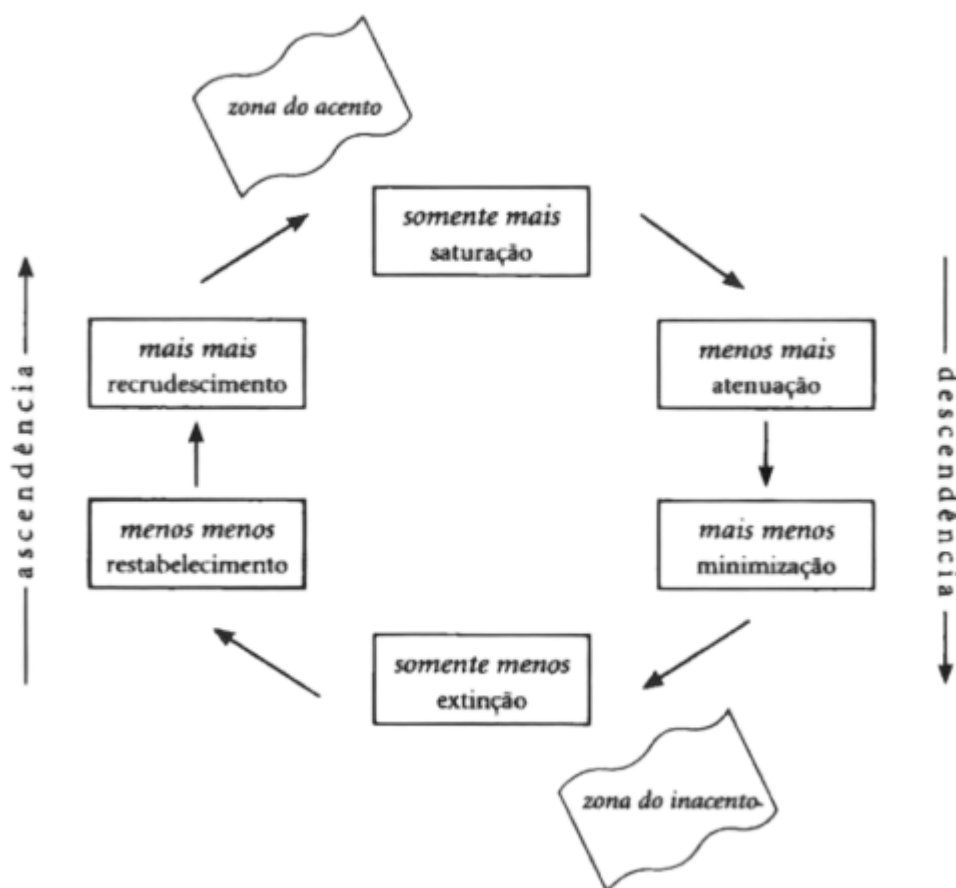 zona do acento
somente mais
saturação
mais mais
recrudescimento
menos mais
atenuação
ascendência
descendência
menos menos
restabelecimento
mais menos
minimização
somente menos
extinção
zona do inacento